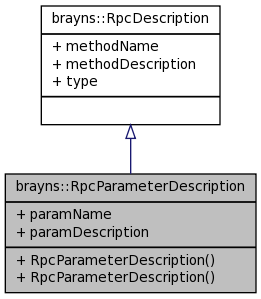 brayns::RpcDescription
+ methodName
+ methodDescription
+ type
brayns::RpcParameterDescription
+ paramName
+ paramDescription
+ RpcParameterDescription()
+ RpcParameterDescription()